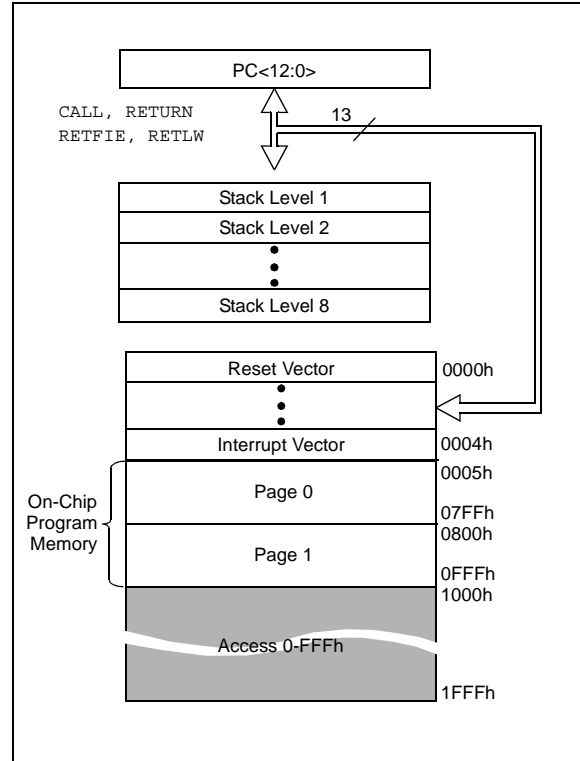 PC<12:0>
CALL, RETURN
RETFIE, RETLW
13
Stack Level 1
Stack Level 2
Stack Level 8
Reset Vector
0000h
Interrupt Vector
0004h
0005h
Page 0
07FFh
On-Chip
Program
Memory
0800h
Page 1
0FFFh
1000h
Access 0-FFFh
1FFFh